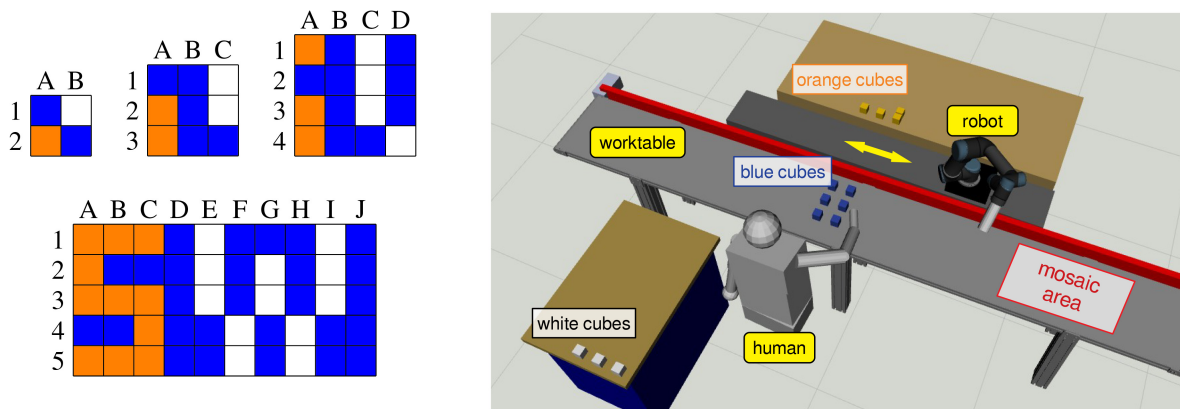 A B
1
2
A B C
1
2
3
A B C D
1
2
3
4
A B C D E F G H I J
1
2
3
4
5
orange cubes
robot
worktable
blue cubes
mosaic
area
white cubes
human